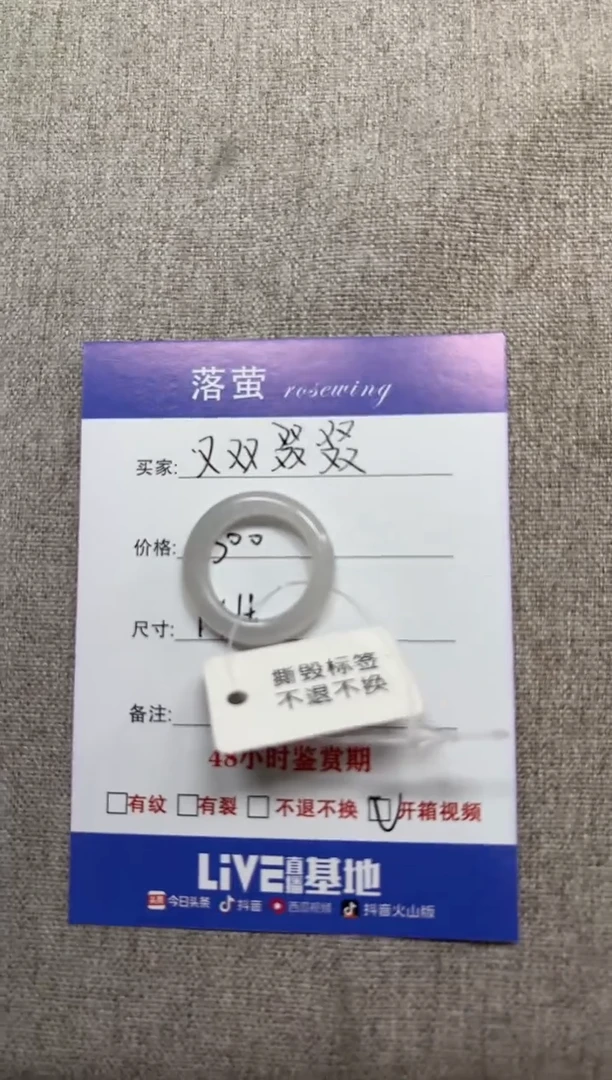 落萤 rosewing
买家: 又双叒叕
价格: 300
尺寸:
撕毁标签
不退不换
备注:
48小时鉴赏期
有纹 有裂 不退不换 开箱视频
LiVE直播基地
今日头条 抖音 西瓜视频 抖音火山版